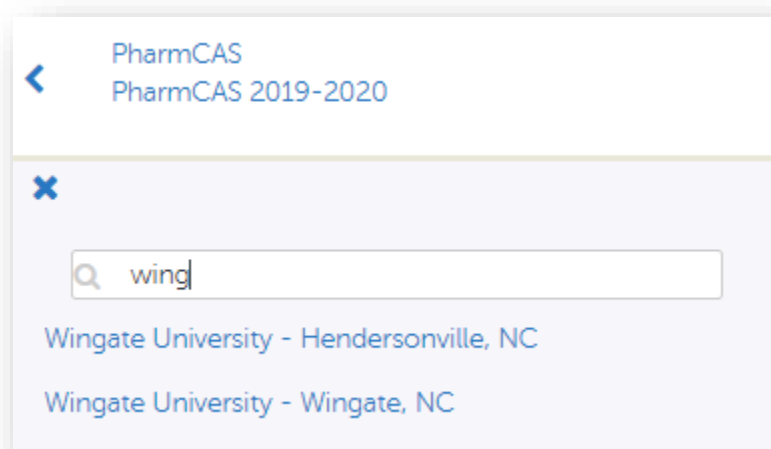 PharmCAS
PharmCAS 2019-2020
wing
Wingate University - Hendersonville, NC
Wingate University - Wingate, NC